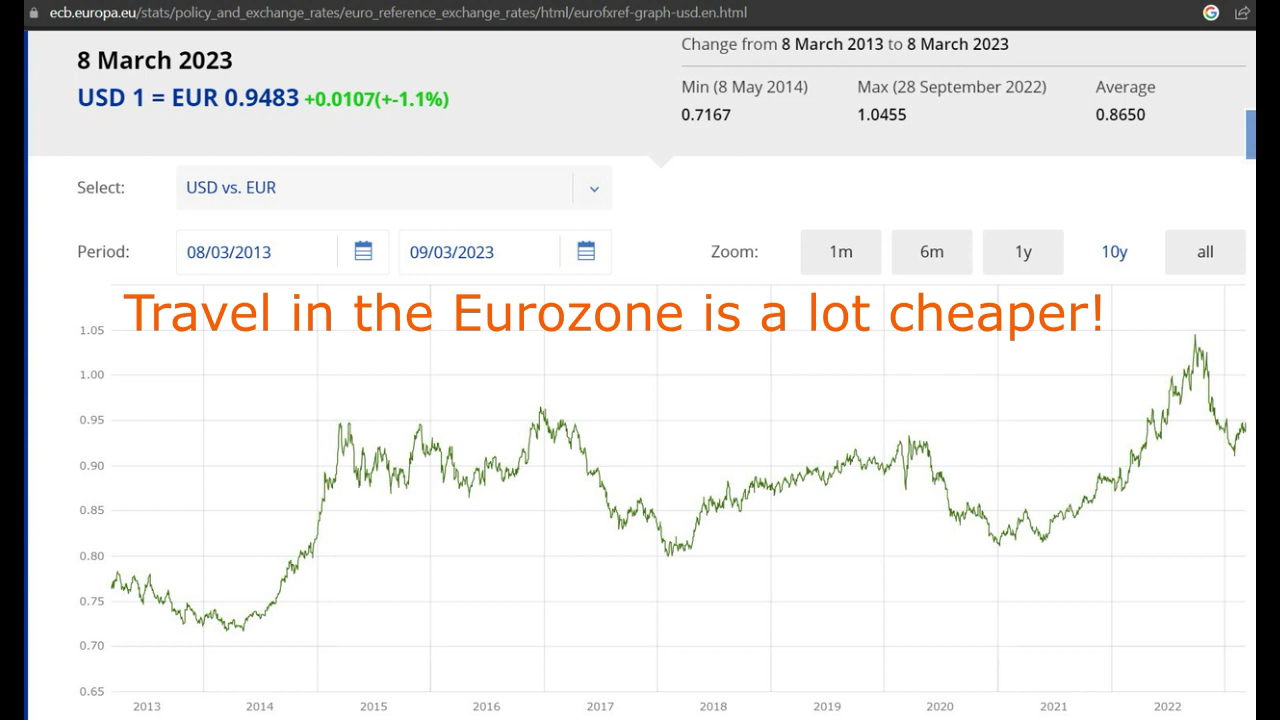 ecb.europa.eu/stats/policy_and_exchange_rates/euro_reference_exchange_rates/html/eurofxref-graph-usd.en.html
8 March 2023
USD 1 = EUR 0.9483 +0.0107(+-1.1%)
Change from 8 March 2013 to 8 March 2023
Min (8 May 2014) Max (28 September 2022) Average
0.7167 1.0455 0.8650
Select: USD vs. EUR
Period: 08/03/2013 09/03/2023 Zoom: 1m 6m 1y 10y all
Travel in the Eurozone is a lot cheaper!
1.05
1.00
0.95
0.90
0.85
0.80
0.75
0.70
0.65
2013 2014 2015 2016 2017 2018 2019 2020 2021 2022